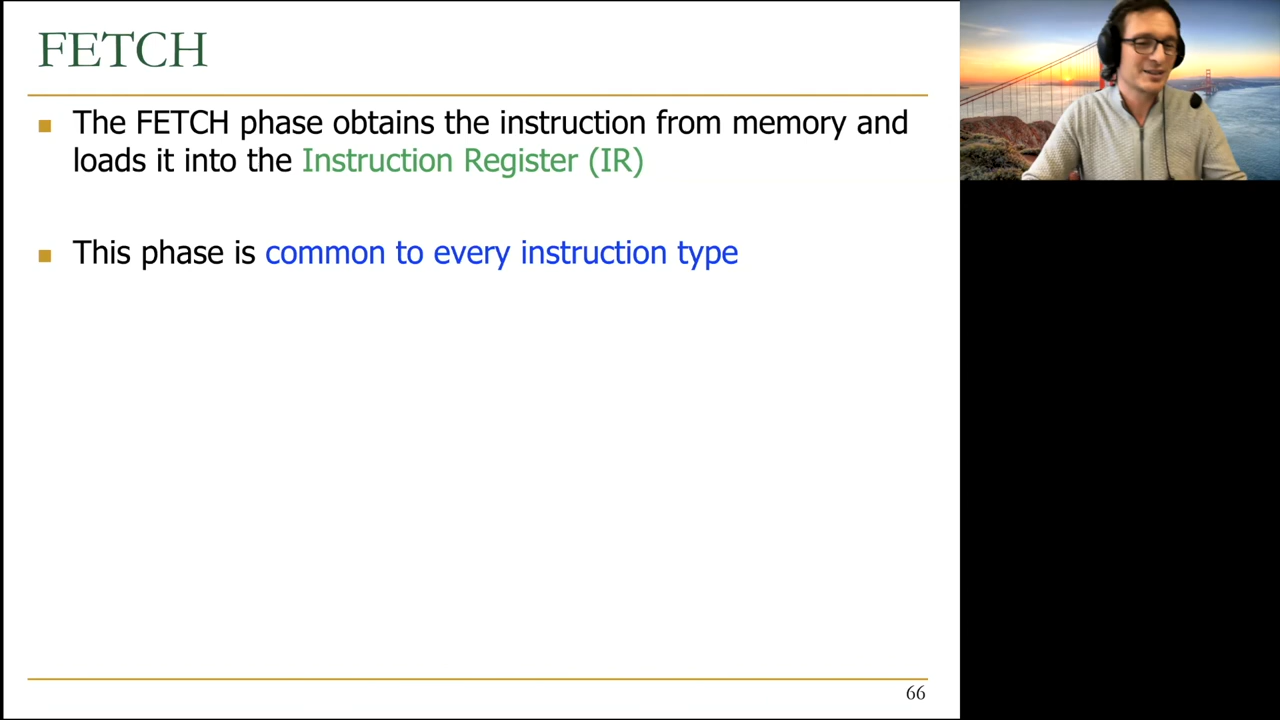 FETCH
The FETCH phase obtains the instruction from memory and
loads it into the Instruction Register (IR)
This phase is common to every instruction type
66